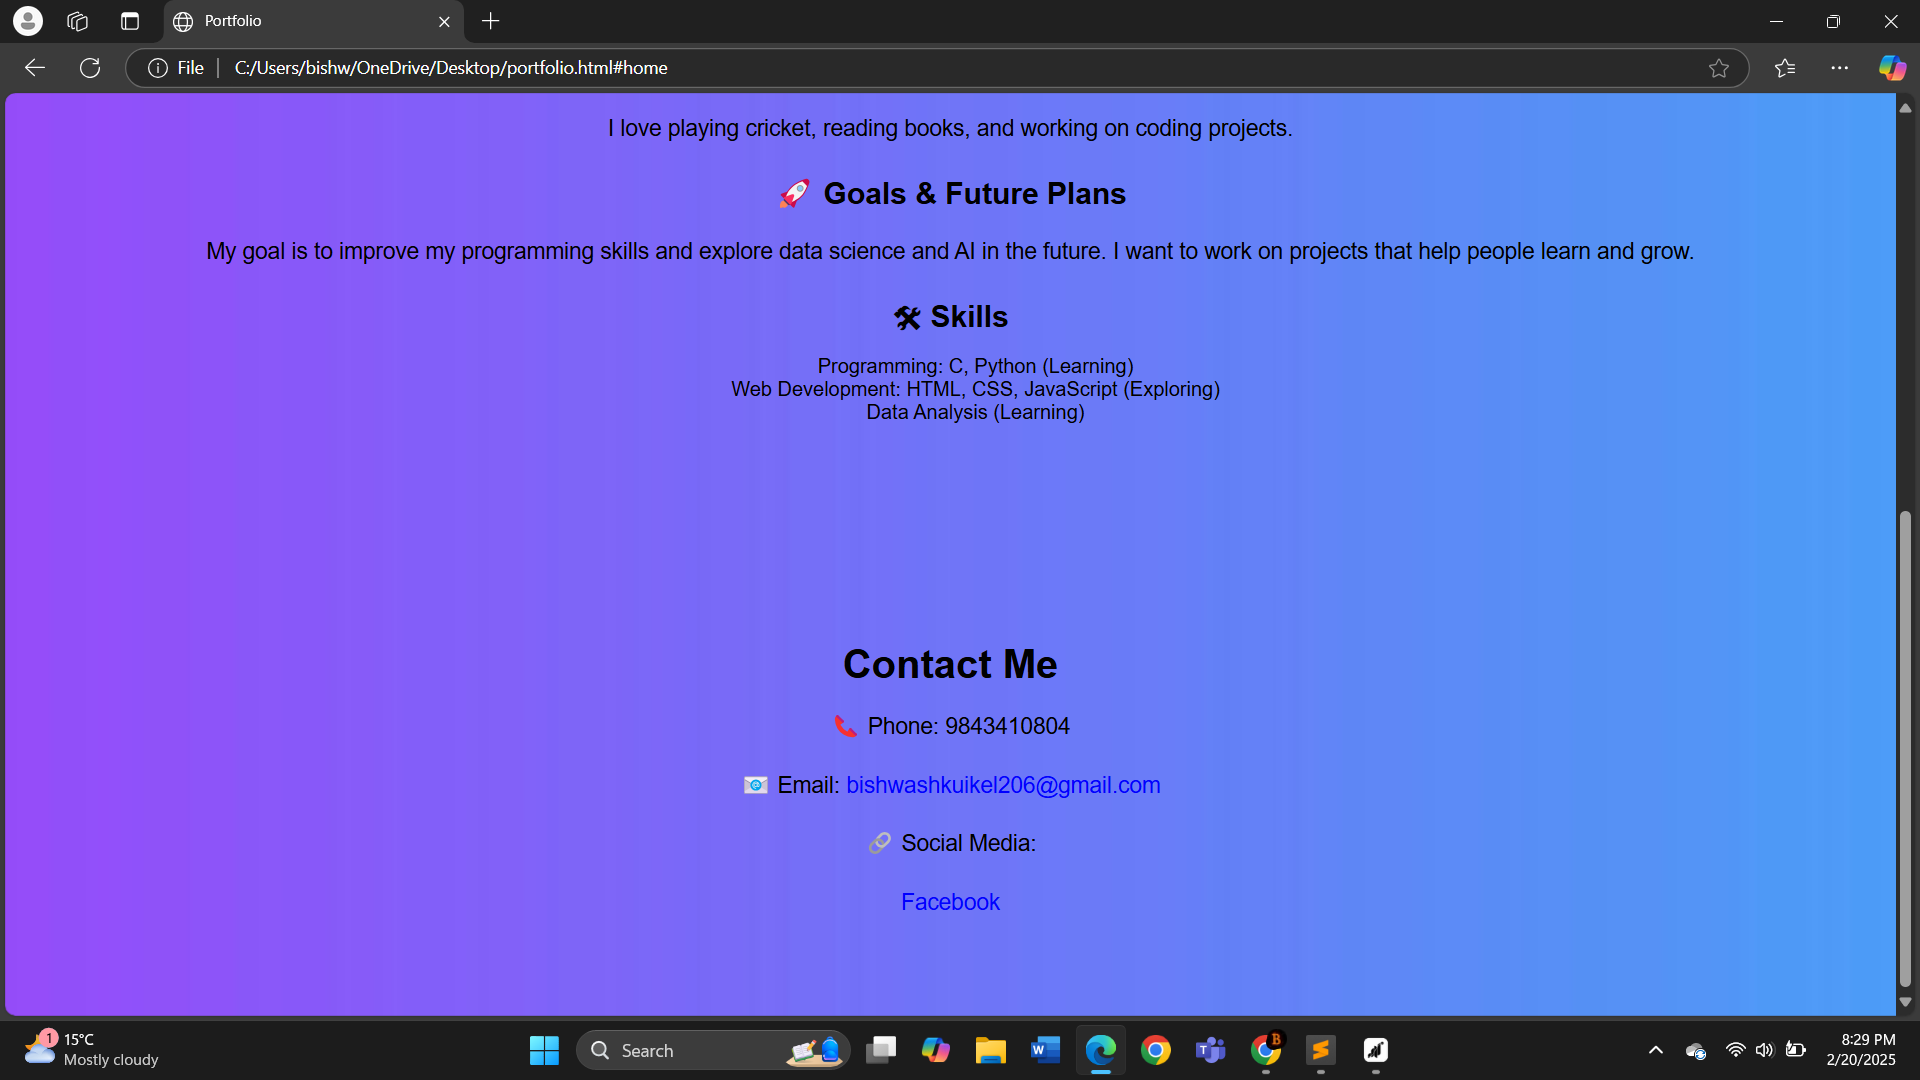 Portfolio
File
C:/Users/bishw/OneDrive/Desktop/portfolio.html#home
I love playing cricket, reading books, and working on coding projects.
🚀 Goals & Future Plans
My goal is to improve my programming skills and explore data science and AI in the future. I want to work on projects that help people learn and grow.
🛠 Skills
Programming: C, Python (Learning)
Web Development: HTML, CSS, JavaScript (Exploring)
Data Analysis (Learning)
Contact Me
📞 Phone: 9843410804
📧 Email: bishwashkuikel206@gmail.com
🔗 Social Media:
Facebook
1
15°C
Mostly cloudy
Search
8:29 PM
2/20/2025